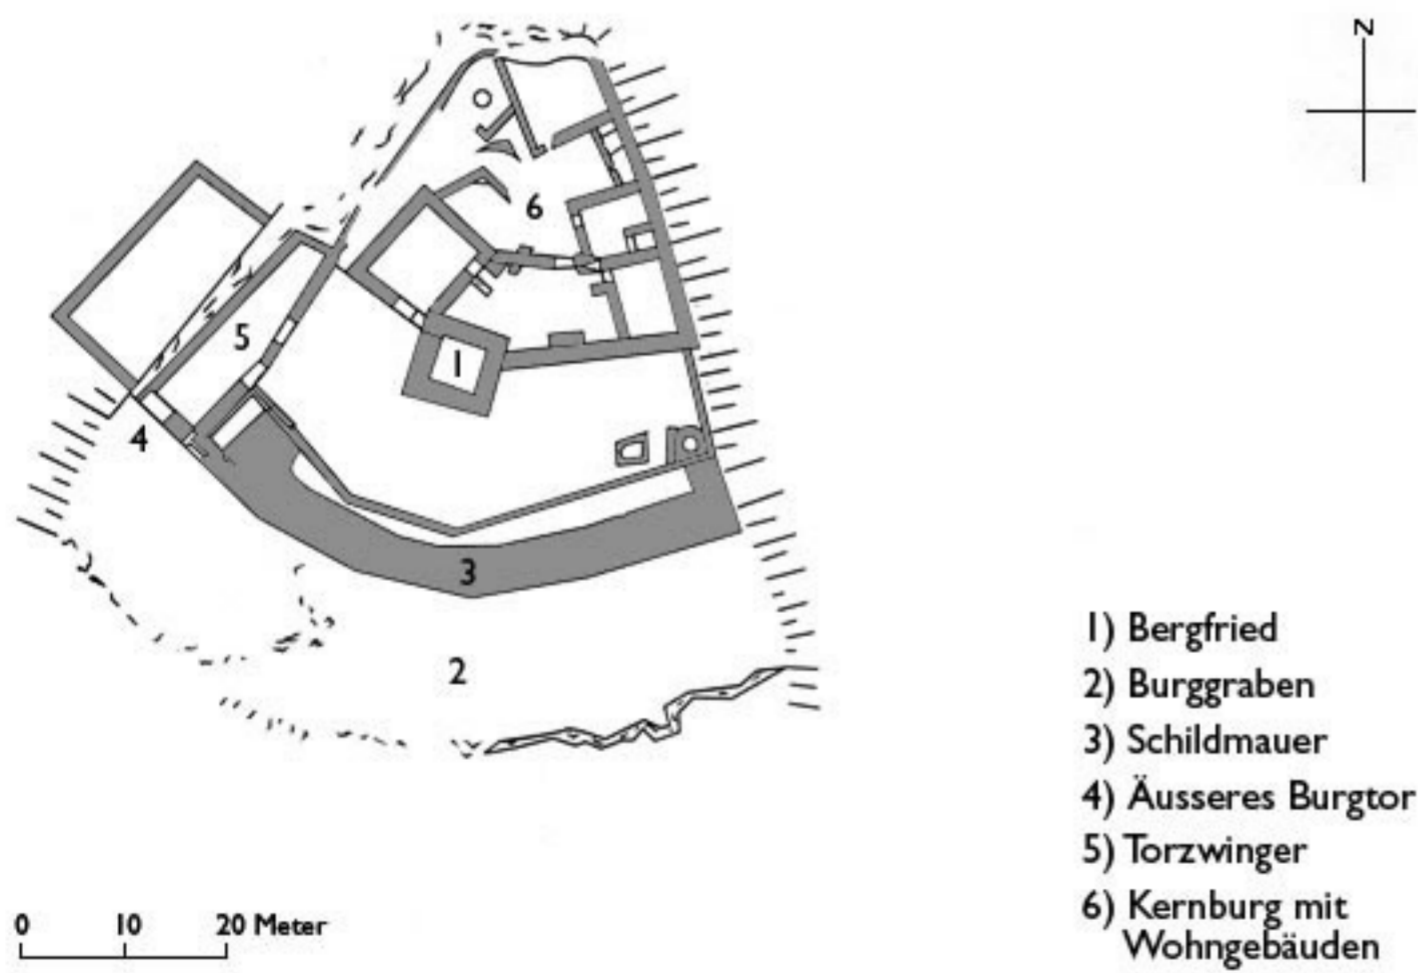 N
6
5
1
4
3
2
1) Bergfried
2) Burggraben
3) Schildmauer
4) Äusseres Burgtor
5) Torzwinger
6) Kernburg mit
Wohngebäuden
0 10 20 Meter